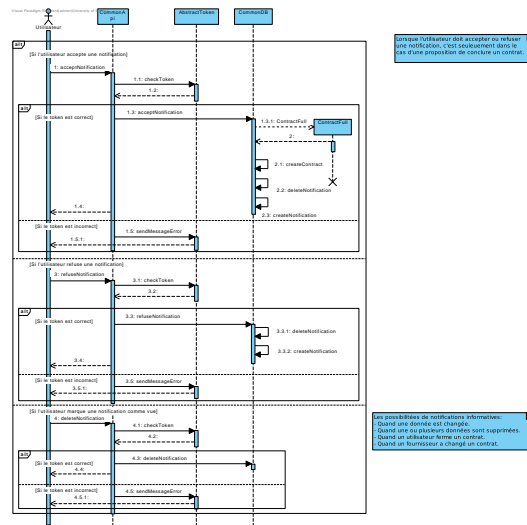 Visual Paradigm
Utilisateur
CommonA
pi
AbstractToken
CommonDB
Lorsque l'utilisateur doit accepter ou refuser
une notification, c'est seuleuement dans le
cas d'une proposition de conclure un contrat.
alt
[Si l'utilisateur accepte une notification]
1: acceptNotification
1.1: checkToken
1.2:
alt
[Si le token est correct]
1.3: acceptNotification
1.3.1: ContractFull
ContractFull
2:
2.1: createContract
2.2: deleteNotification
1.4:
2.3: createNotification
[Si le token est incorrect]
1.5: sendMessageError
1.5.1:
[Si l'utilisateur refuse une notification]
3: refuseNotification
3.1: checkToken
3.2:
alt
[Si le token est correct]
3.3: refuseNotification
3.3.1: deleteNotification
3.3.2: createNotification
3.4:
[Si le token est incorrect]
3.5: sendMessageError
3.5.1:
[Si l'utilisateur marque une notification comme vue]
4: deleteNotification
4.1: checkToken
4.2:
alt
[Si le token est correct]
4.3: deleteNotification
4.4:
[Si le token est incorrect]
4.5: sendMessageError
4.5.1:
Les possibiliées de notifications informatives:
- Quand une donnée est changée.
- Quand une ou plusieurs données sont supprimées.
- Quand un utilisateur ferme un contrat.
- Quand un fournisseur a changé un contrat.